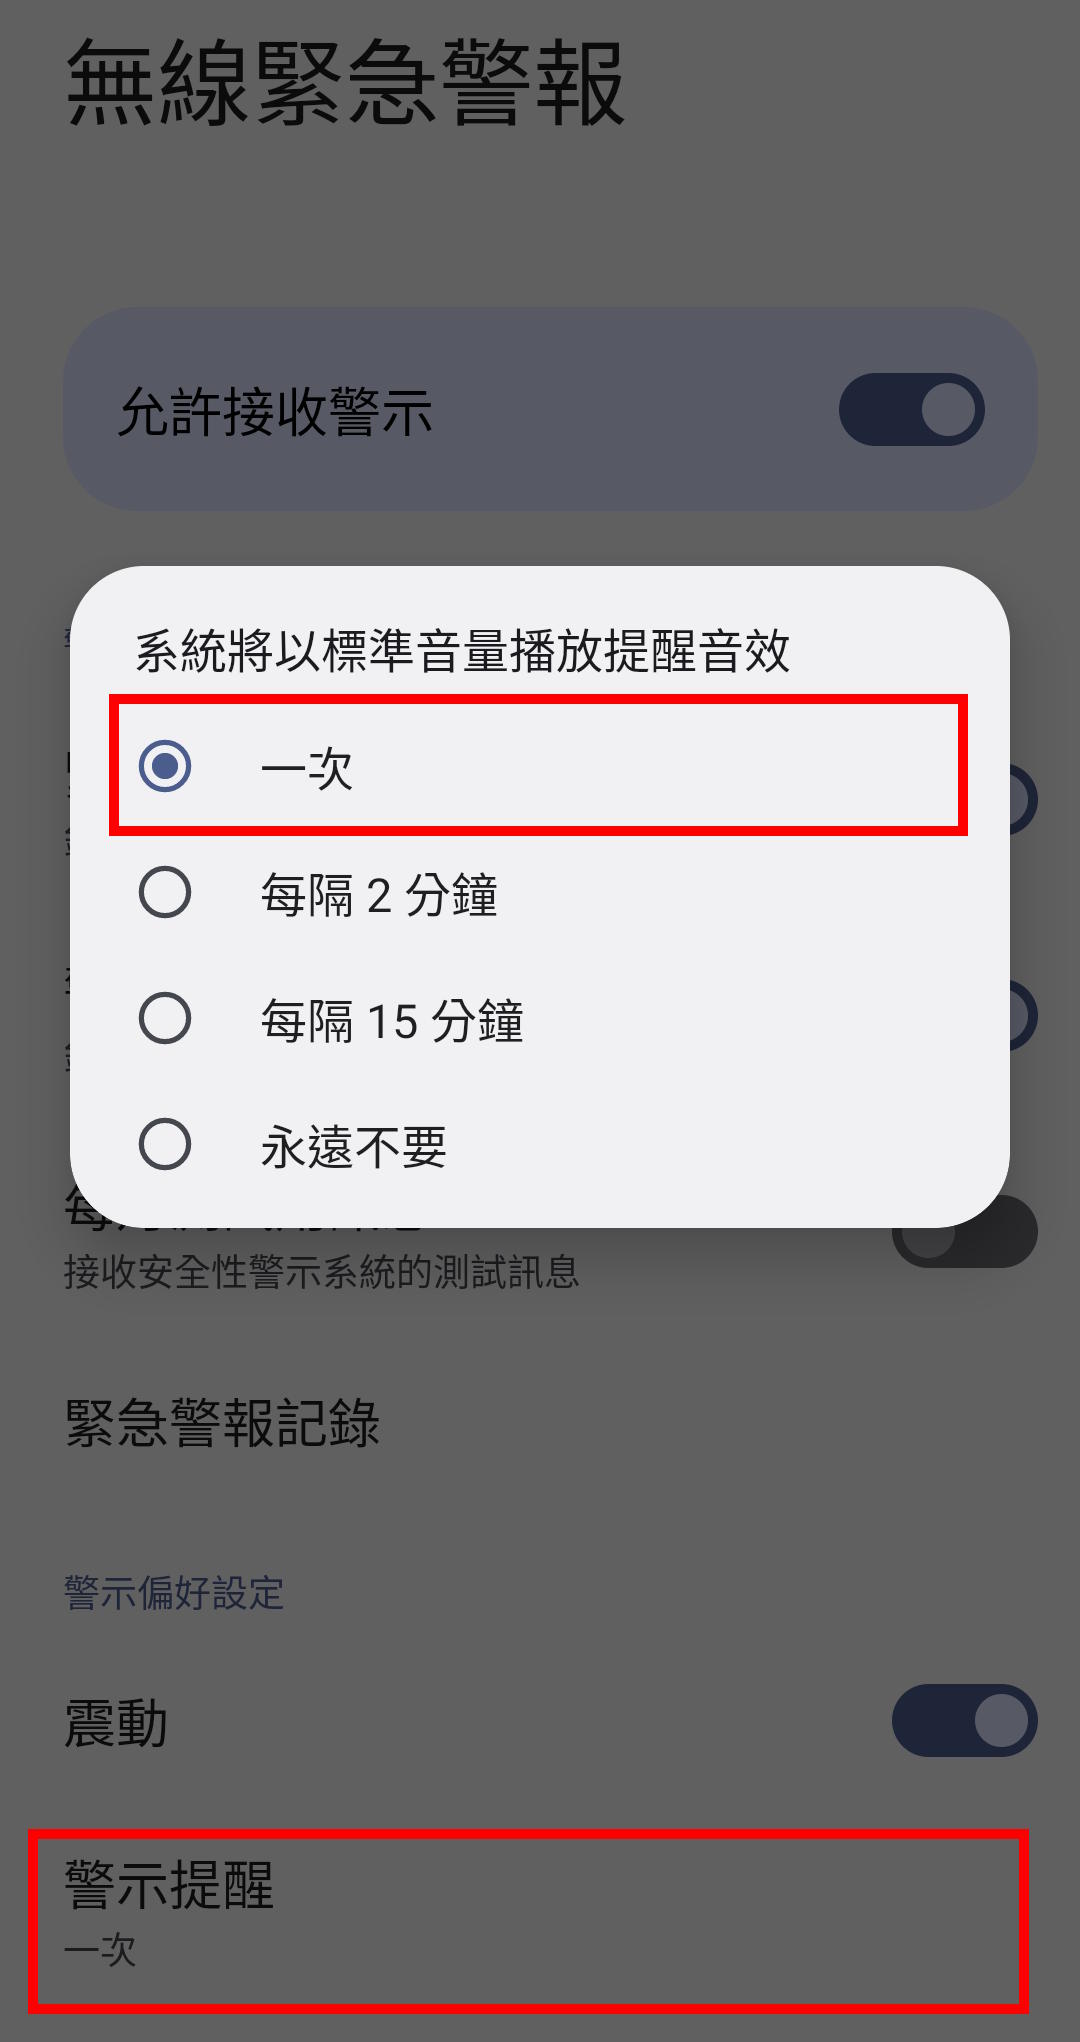 無線緊急警報
允許接收警示
系統將以標準音量播放提醒音效
一次
每隔 2 分鐘
每隔 15 分鐘
永遠不要
接收安全性警示系統的測試訊息
緊急警報記錄
警示偏好設定
震動
警示提醒
一次